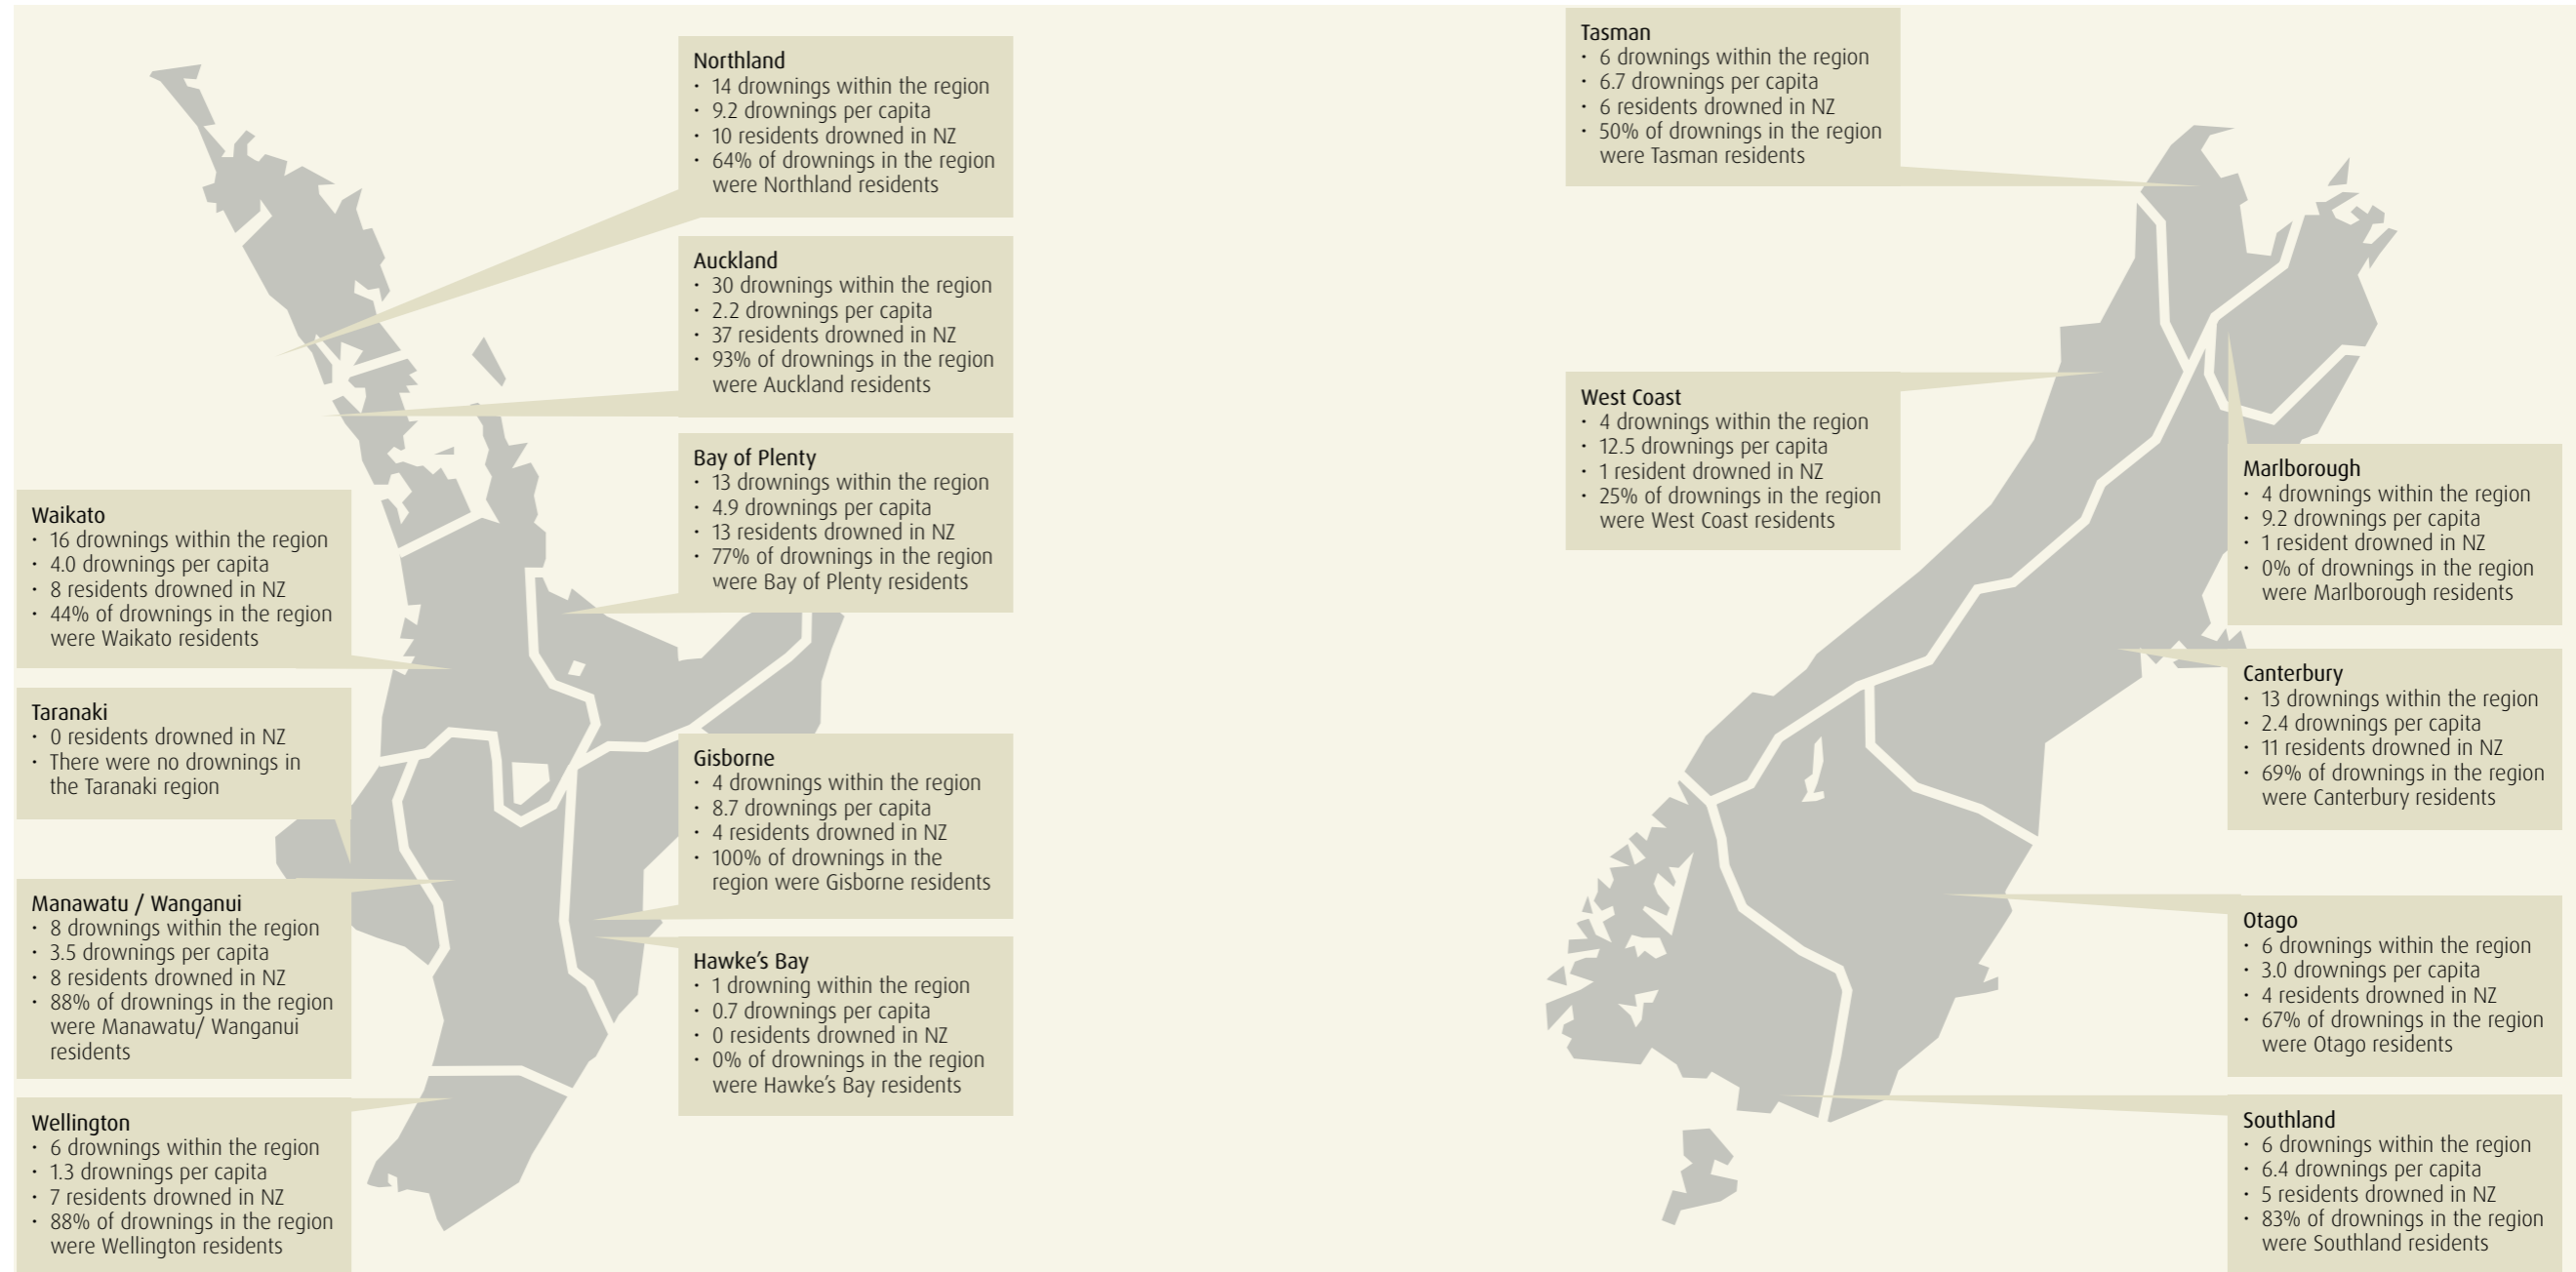 Northland
· 14 drownings within the region
· 9.2 drownings per capita
· 10 residents drowned in NZ
· 64% of drownings in the region
were Northland residents
Auckland
· 30 drownings within the region
· 2.2 drownings per capita
· 37 residents drowned in NZ
· 93% of drownings in the region
were Auckland residents
Bay of Plenty
· 13 drownings within the region
· 4.9 drownings per capita
· 13 residents drowned in NZ
· 77% of drownings in the region
were Bay of Plenty residents
Waikato
· 16 drownings within the region
· 4.0 drownings per capita
· 8 residents drowned in NZ
· 44% of drownings in the region
were Waikato residents
Taranaki
· 0 residents drowned in NZ
· There were no drownings in
the Taranaki region
Gisborne
· 4 drownings within the region
· 8.7 drownings per capita
· 4 residents drowned in NZ
· 100% of drownings in the
region were Gisborne residents
Manawatu / Wanganui
· 8 drownings within the region
· 3.5 drownings per capita
· 8 residents drowned in NZ
· 88% of drownings in the region
were Manawatu/ Wanganui
residents
Hawke's Bay
· 1 drowning within the region
· 0.7 drownings per capita
· 0 residents drowned in NZ
· 0% of drownings in the region
were Hawke's Bay residents
Wellington
· 6 drownings within the region
· 1.3 drownings per capita
· 7 residents drowned in NZ
· 88% of drownings in the region
were Wellington residents
Tasman
· 6 drownings within the region
· 6.7 drownings per capita
· 6 residents drowned in NZ
· 50% of drownings in the region
were Tasman residents
West Coast
· 4 drownings within the region
· 12.5 drownings per capita
· 1 resident drowned in NZ
· 25% of drownings in the region
were West Coast residents
Marlborough
· 4 drownings within the region
· 9.2 drownings per capita
· 1 resident drowned in NZ
· 0% of drownings in the region
were Marlborough residents
Canterbury
· 13 drownings within the region
· 2.4 drownings per capita
· 11 residents drowned in NZ
· 69% of drownings in the region
were Canterbury residents
Otago
· 6 drownings within the region
· 3.0 drownings per capita
· 4 residents drowned in NZ
· 67% of drownings in the region
were Otago residents
Southland
· 6 drownings within the region
· 6.4 drownings per capita
· 5 residents drowned in NZ
· 83% of drownings in the region
were Southland residents